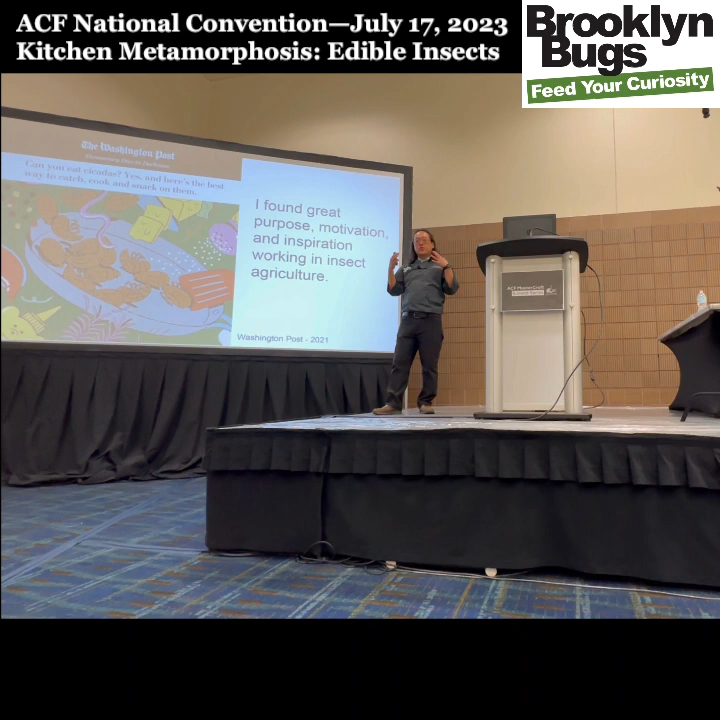 ACF National Convention—July 17, 2023
Kitchen Metamorphosis: Edible Insects
Brooklyn
Bugs
Feed Your Curiosity
The Washington Post
Can you eat cicadas? Yes, and here's the best
way to catch, cook and snack on them.
I found great
purpose, motivation,
and inspiration
working in insect
agriculture.
Washington Post - 2021
ACF MasterCraft